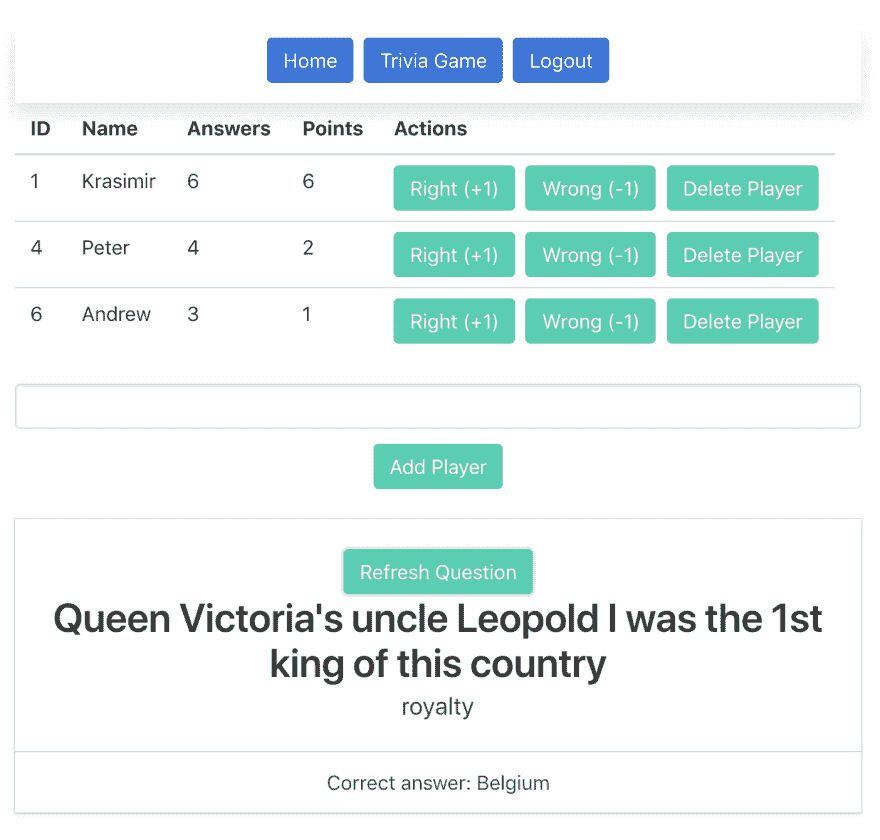 Home Trivia Game Logout
ID Name Answers Points Actions
1 Krasimir 6 6 Right (+1) Wrong (-1) Delete Player
4 Peter 4 2 Right (+1) Wrong (-1) Delete Player
6 Andrew 3 1 Right (+1) Wrong (-1) Delete Player
Add Player
Refresh Question
Queen Victoria's uncle Leopold I was the 1st
king of this country
royalty
Correct answer: Belgium